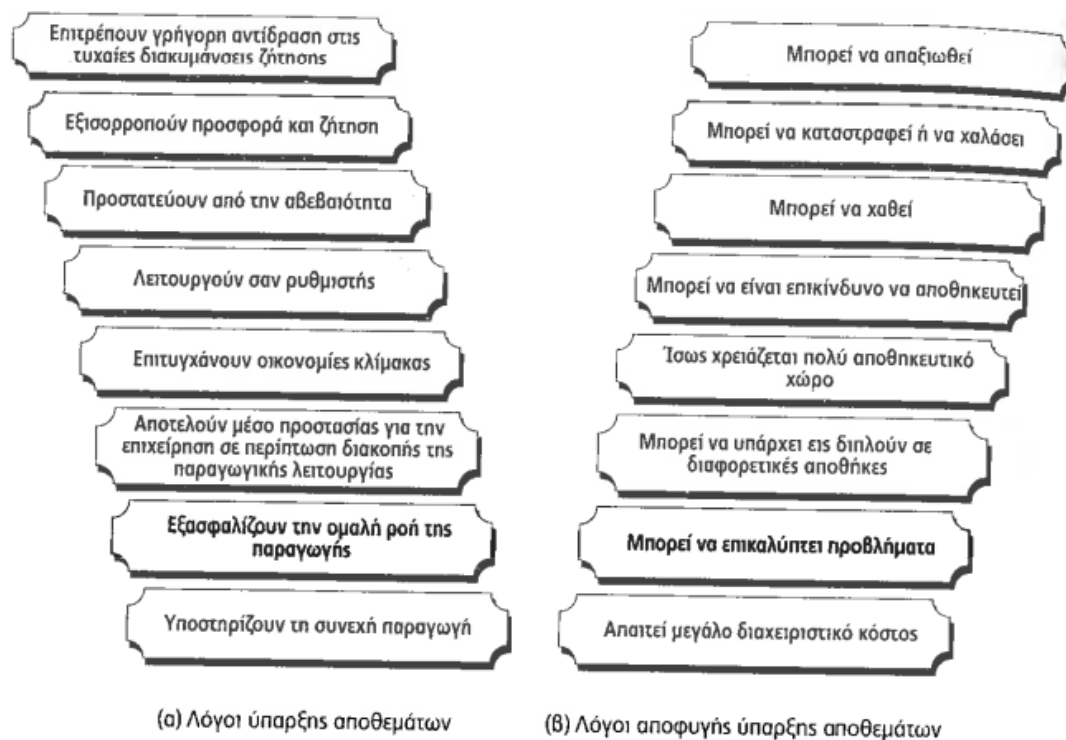 Επιτρέπουν γρήγορη αντίδραση στις
τυχαίες διακυμάνσεις ζήτησης
Εξισορροπούν προσφορά και ζήτηση
Προστατεύουν από την αβεβαιότητα
Λειτουργούν σαν ρυθμιστής
Επιτυγχάνουν οικονομίες κλίμακας
Αποτελούν μέσο προστασίας για την
επιχείρηση σε περίπτωση διακοπής της
παραγωγικής λειτουργίας
Εξασφαλίζουν την ομαλή ροή της
παραγωγής
Υποστηρίζουν τη συνεχή παραγωγή
(α) Λόγοι ύπαρξης αποθεμάτων
Μπορεί να απαξιωθεί
Μπορεί να καταστραφεί ή να χαλάσει
Μπορεί να χαθεί
Μπορεί να είναι επικίνδυνο να αποθηκευτεί
Ίσως χρειάζεται πολύ αποθηκευτικό
χώρο
Μπορεί να υπάρχει εις διπλούν σε
διαφορετικές αποθήκες
Μπορεί να επικαλύπτει προβλήματα
Απαιτεί μεγάλο διαχειριστικό κόστος
(β) Λόγοι αποφυγής ύπαρξης αποθεμάτων